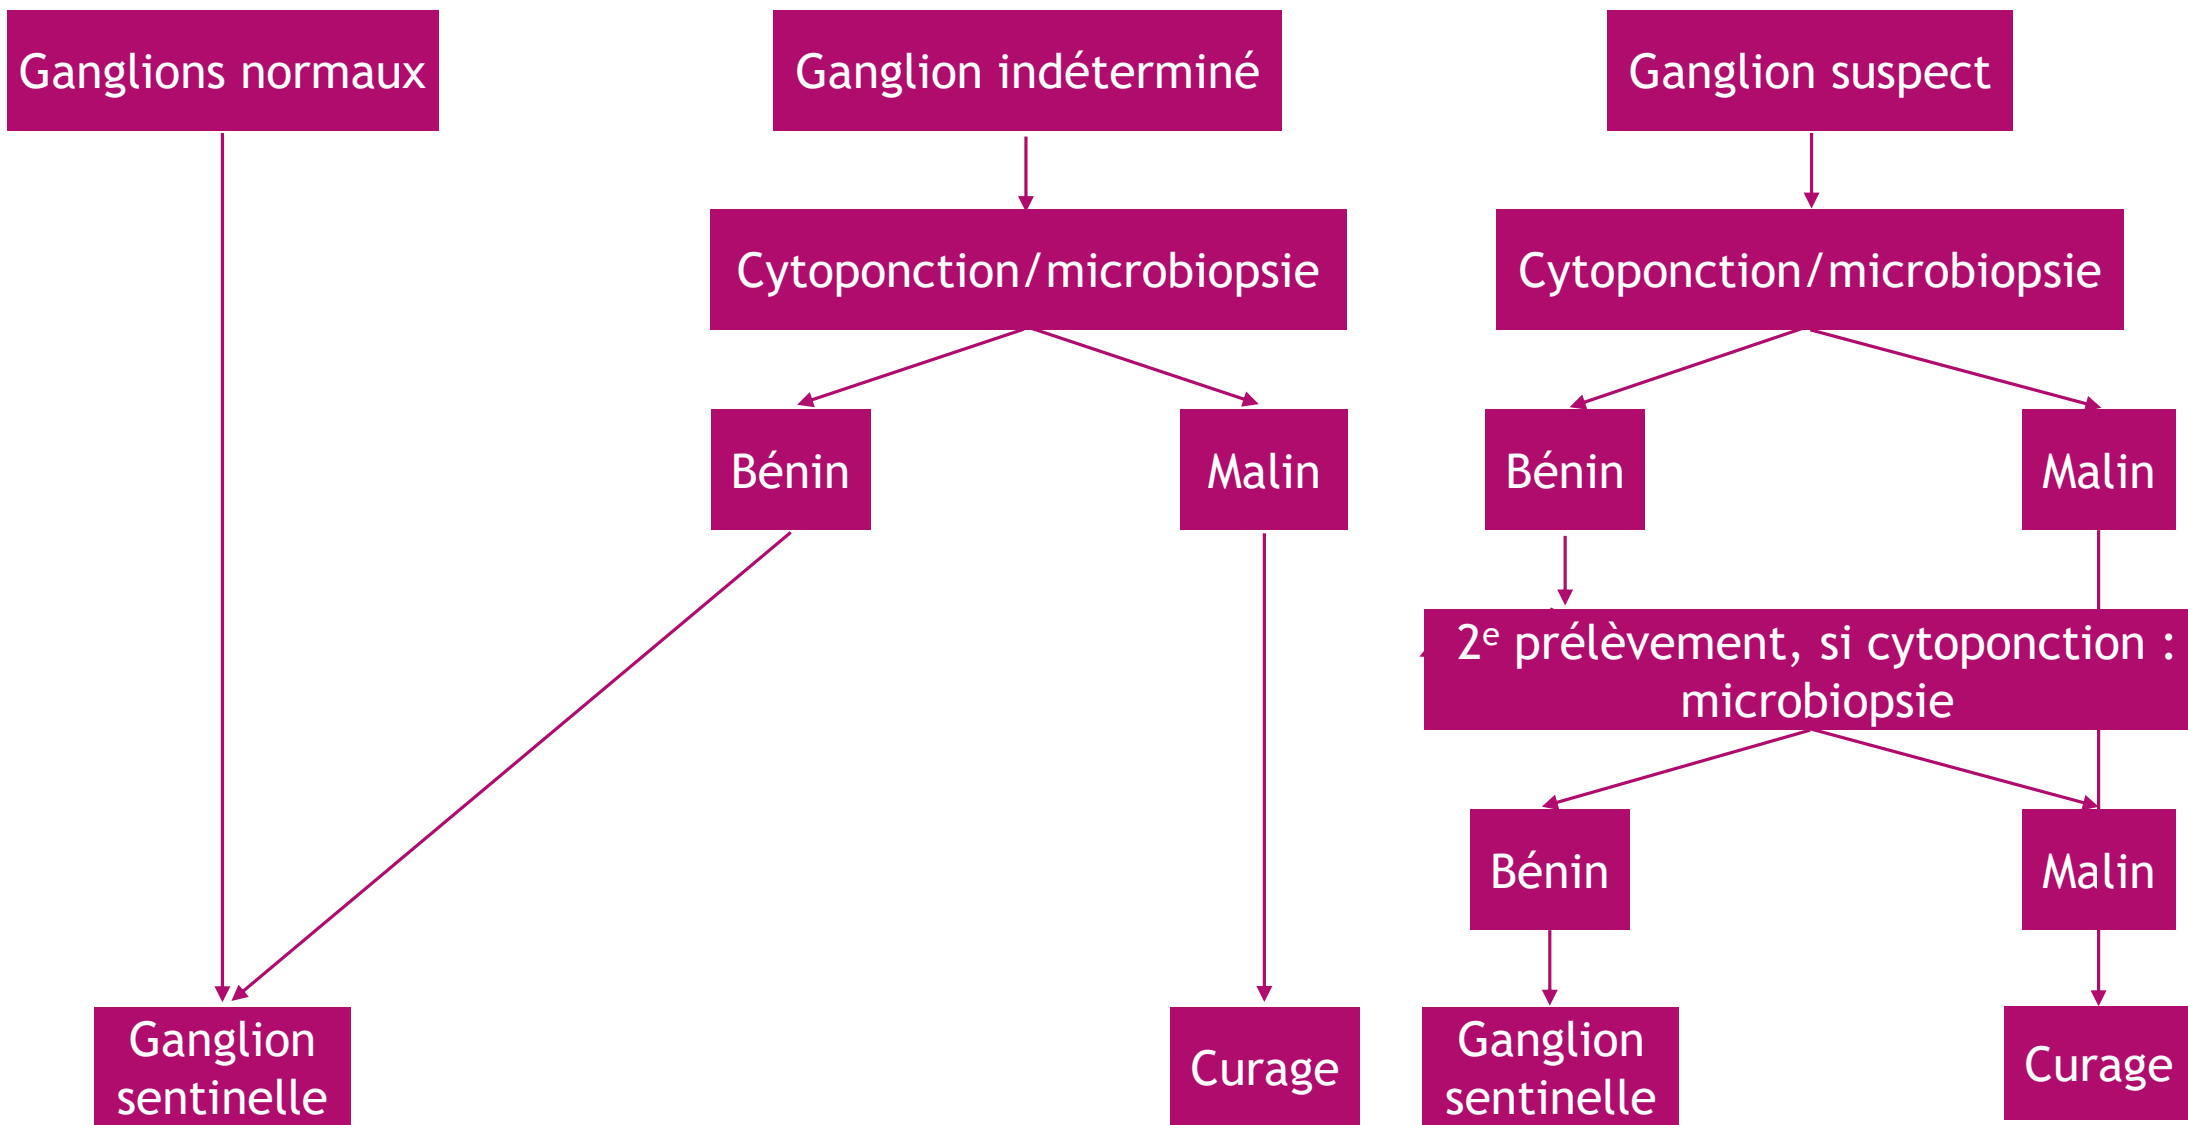 Ganglions normaux
Ganglion indéterminé
Ganglion suspect
Cytoponction/microbiopsie
Cytoponction/microbiopsie
Bénin
Malin
Bénin
Malin
2e prélèvement, si cytoponction :
microbiopsie
Bénin
Malin
Ganglion
sentinelle
Curage
Ganglion
sentinelle
Curage